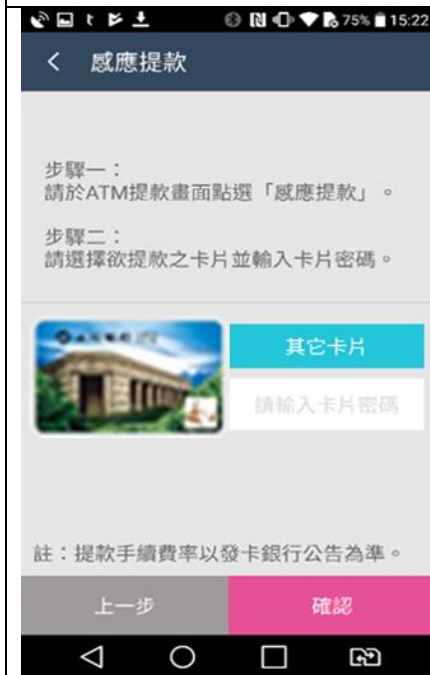 75% 15:22
感應提款
步驟一：
請於ATM提款畫面點選「感應提款」。
步驟二：
請選擇欲提款之卡片並輸入卡片密碼。
其它卡片
請輸入卡片密碼
註：提款手續費率以發卡銀行公告為準。
上一步
確認